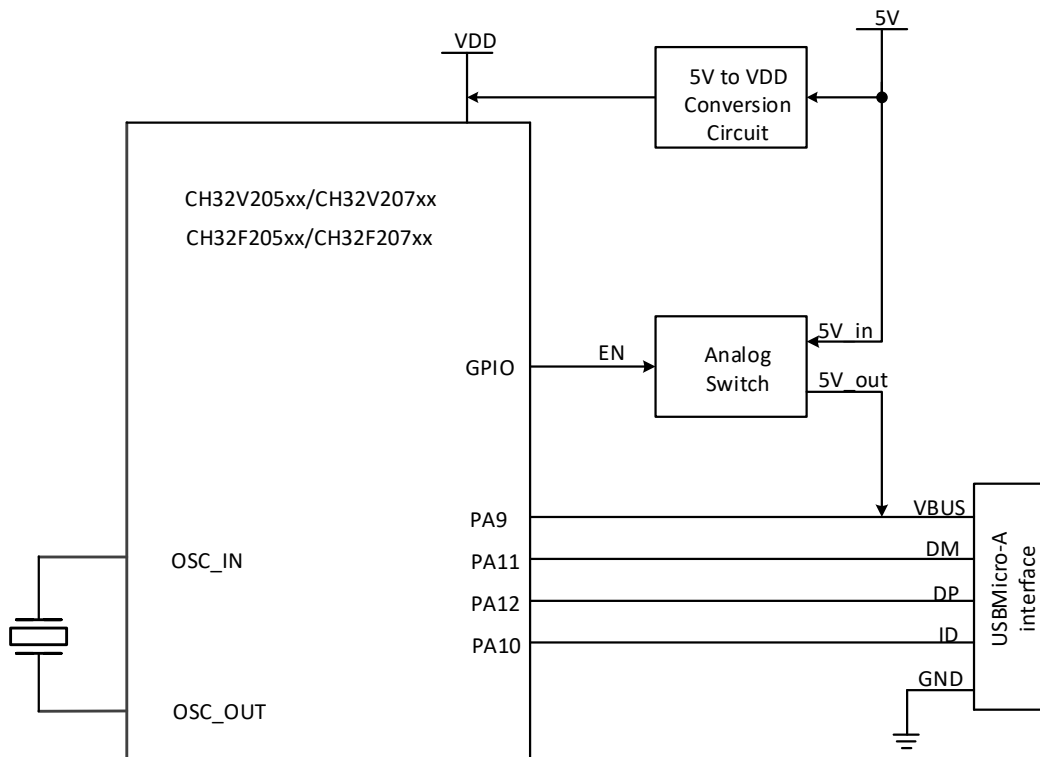 5V
VDD
5V to VDD
Conversion
Circuit
CH32V205xx/CH32V207xx
CH32F205xx/CH32F207xx
GPIO
EN
Analog
Switch
5V_in
5V_out
PA9
VBUS
OSC_IN
PA11
DM
PA12
DP
PA10
ID
USBMicro-A
interface
GND
OSC_OUT